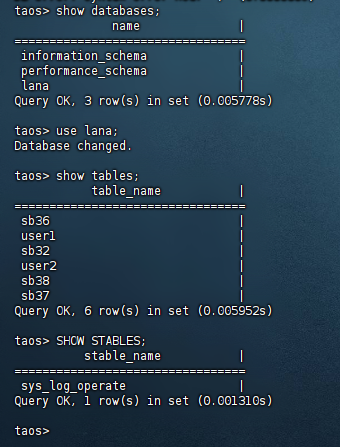 taos> show databases;
name |
=================================
information_schema |
performance_schema |
lana |
Query OK, 3 row(s) in set (0.005778s)
taos> use lana;
Database changed.
taos> show tables;
table_name |
=================================
sb36 |
user1 |
sb32 |
user2 |
sb38 |
sb37 |
Query OK, 6 row(s) in set (0.005952s)
taos> SHOW STABLES;
stable_name |
=================================
sys_log_operate |
Query OK, 1 row(s) in set (0.001310s)
taos>